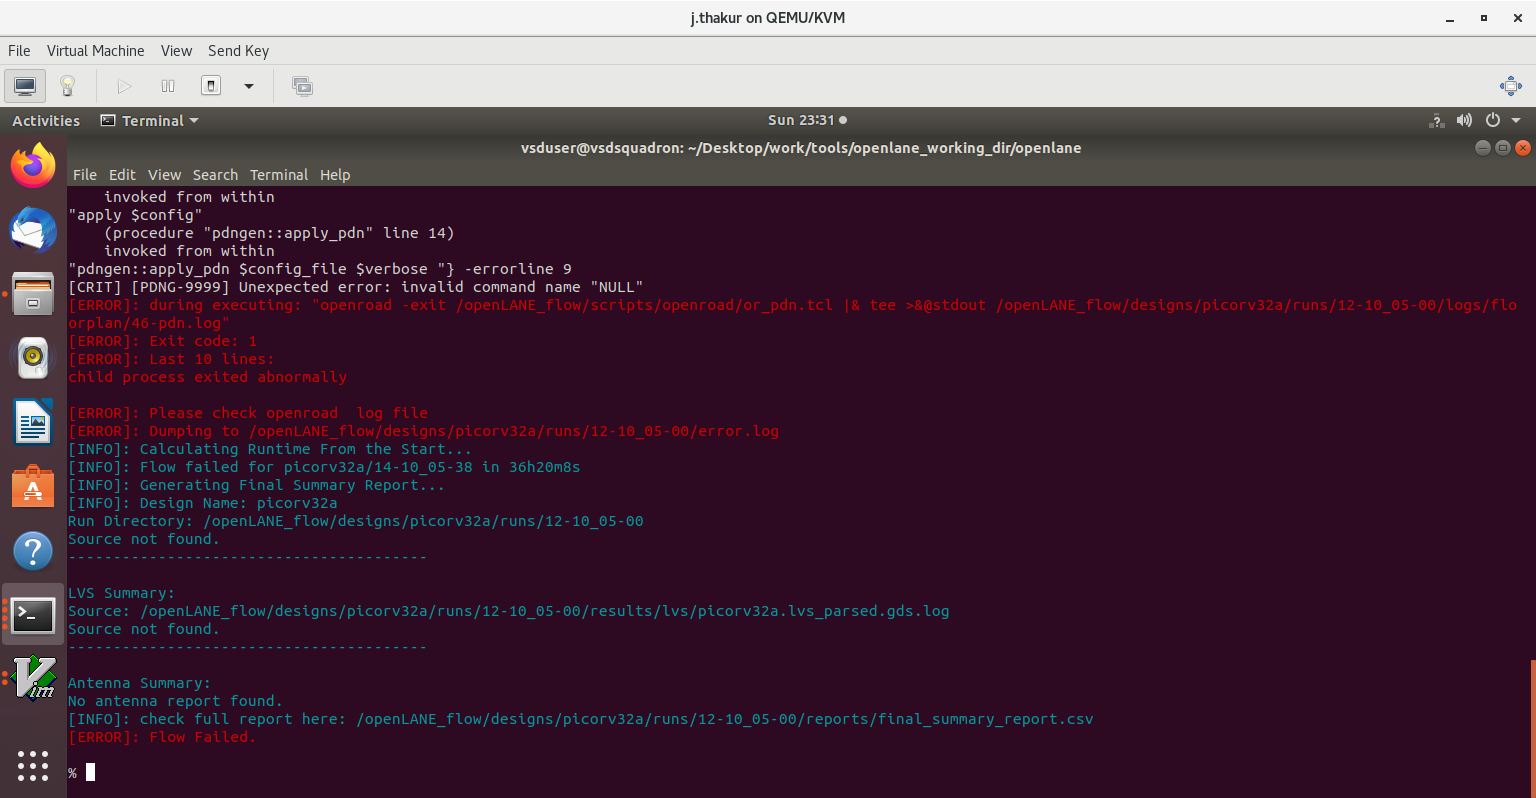 j.thakur on QEMU/KVM
File Virtual Machine View Send Key
Activities Terminal Sun 23:31
vsduser@vsdsquadron: ~/Desktop/work/tools/openlane_working_dir/openlane
File Edit View Search Terminal Help
    invoked from within
"apply $config"
    (procedure "pdngen::apply_pdn" line 14)
    invoked from within
"pdngen::apply_pdn $config_file $verbose "} -errorline 9
[CRIT] [PDNG-9999] Unexpected error: invalid command name "NULL"
[ERROR]: during executing: "openroad -exit /openLANE_flow/scripts/openroad/or_pdn.tcl |& tee >&@stdout /openLANE_flow/designs/picorv32a/runs/12-10_05-00/logs/flo
orplan/46-pdn.log"
[ERROR]: Exit code: 1
[ERROR]: Last 10 lines:
child process exited abnormally
[ERROR]: Please check openroad  log file
[ERROR]: Dumping to /openLANE_flow/designs/picorv32a/runs/12-10_05-00/error.log
[INFO]: Calculating Runtime From the Start...
[INFO]: Flow failed for picorv32a/14-10_05-38 in 36h20m8s
[INFO]: Generating Final Summary Report...
[INFO]: Design Name: picorv32a
Run Directory: /openLANE_flow/designs/picorv32a/runs/12-10_05-00
Source not found.
----------------------------------------
LVS Summary:
Source: /openLANE_flow/designs/picorv32a/runs/12-10_05-00/results/lvs/picorv32a.lvs_parsed.gds.log
Source not found.
----------------------------------------
Antenna Summary:
No antenna report found.
[INFO]: check full report here: /openLANE_flow/designs/picorv32a/runs/12-10_05-00/reports/final_summary_report.csv
[ERROR]: Flow Failed.
%